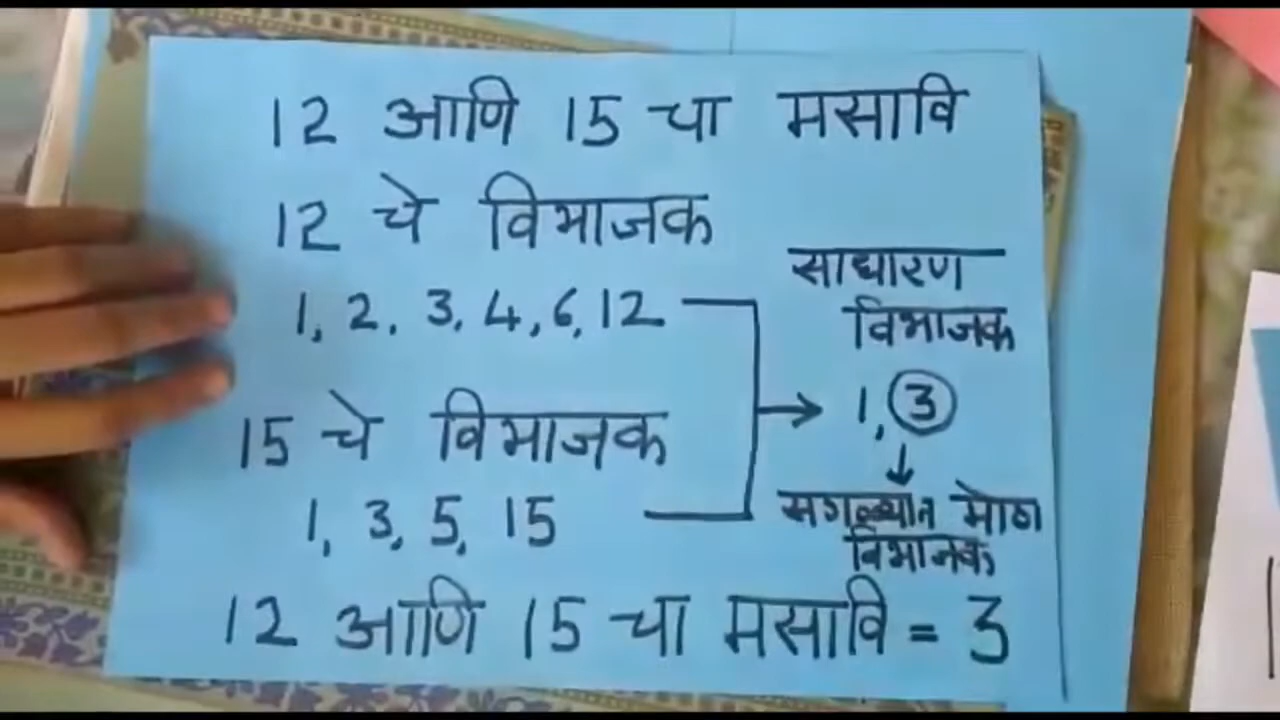 12 आणि 15 चा मसावि
12 चे विभाजक
1, 2, 3, 4, 6, 12
15 चे विभाजक
1, 3, 5, 15
साधारण
विभाजक
1, 3
सगळ्यात मोठा
विभाजक
12 आणि 15 चा मसावि = 3